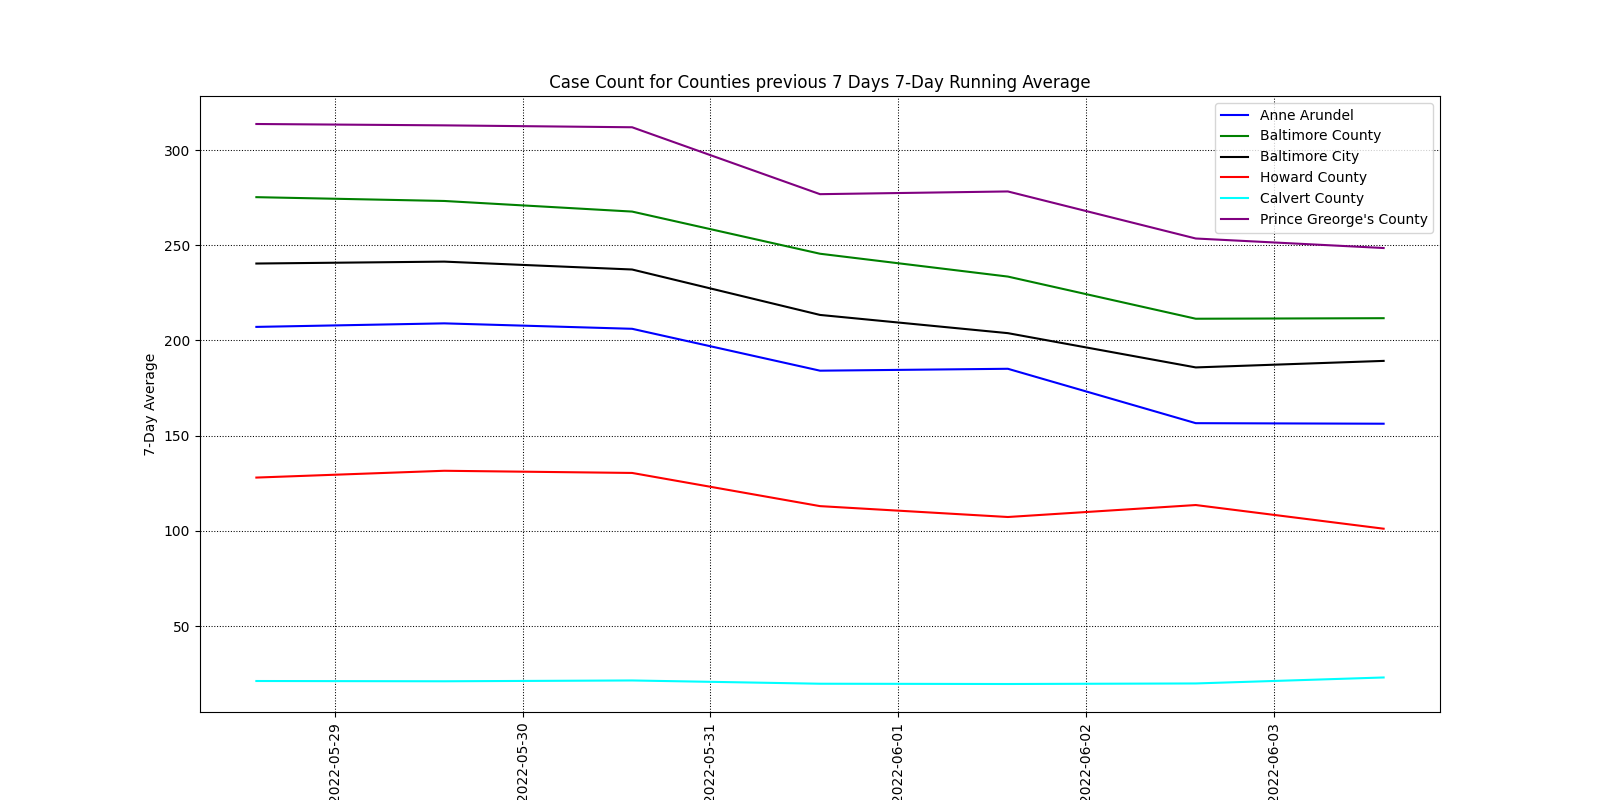 Case Count for Counties previous 7 Days 7-Day Running Average
Anne Arundel
Baltimore County
Baltimore City
Howard County
Calvert County
Prince Greorge's County
7-Day Average
300
250
200
150
100
50
2022-05-29
2022-05-30
2022-05-31
2022-06-01
2022-06-02
2022-06-03